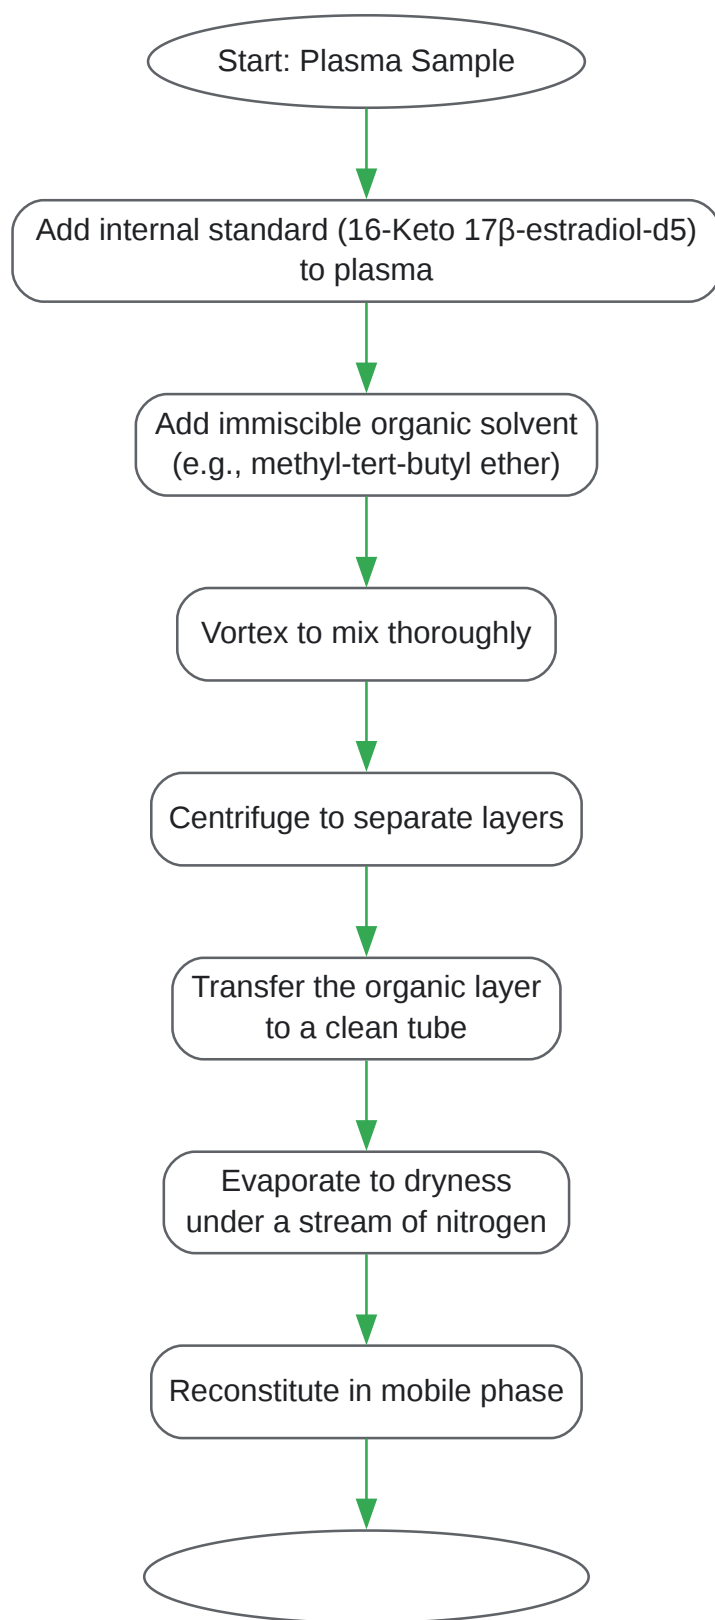 Start: Plasma Sample
Add internal standard (16-Keto 17β-estradiol-d5)
to plasma
Add immiscible organic solvent
(e.g., methyl-tert-butyl ether)
Vortex to mix thoroughly
Centrifuge to separate layers
Transfer the organic layer
to a clean tube
Evaporate to dryness
under a stream of nitrogen
Reconstitute in mobile phase